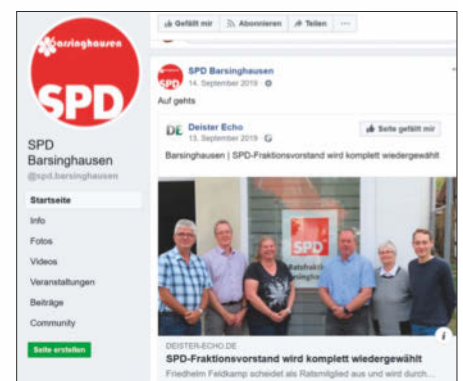 Barsinghausen
SPD
SPD
Barsinghausen
@spd.barsinghausen
Startseite
Info
Fotos
Videos
Veranstaltungen
Beiträge
Community
Seite erstellen
Gefällt mir Abonnieren Teilen ...
SPD Barsinghausen
14. September 2019
Auf gehts
DE Deister Echo
13. September 2019
Seite gefällt mir
Barsinghausen | SPD-Fraktionsvorstand wird komplett wiedergewählt
SPD
DEISTER-ECHO.DE
SPD-Fraktionsvorstand wird komplett wiedergewählt
Friedhelm Feldkamp scheidet als Ratsmitglied aus und wird durch...